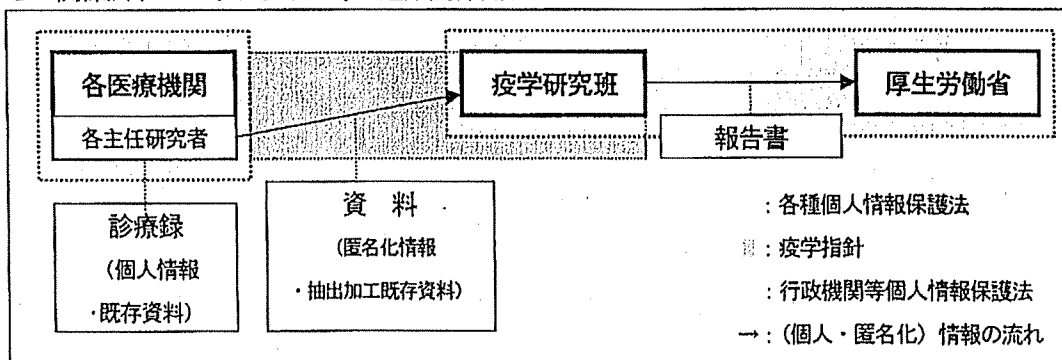 各医療機関
各主任研究者
疫学研究班
厚生労働省
報告書
診療録
(個人情報
・既存資料)
資 料
(匿名化情報
・抽出加工既存資料)
:各種個人情報保護法
:疫学指針
:行政機関等個人情報保護法
→:(個人・匿名化)情報の流れ